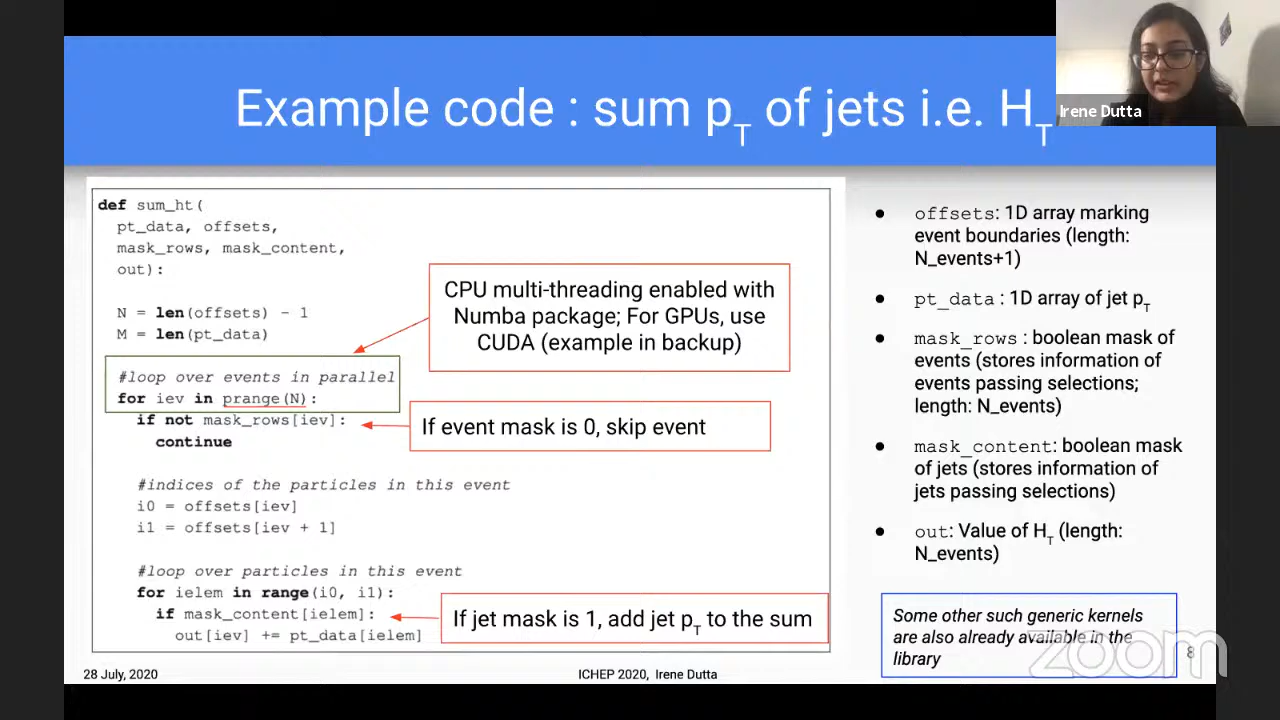 Example code : sum pT of jets i.e. HT
Irene Dutta
def sum_ht(
pt_data, offsets,
mask_rows, mask_content,
out):
N = len(offsets) - 1
M = len(pt_data)
#loop over events in parallel
for iev in prange(N):
if not mask_rows[iev]:
continue
#indices of the particles in this event
i0 = offsets[iev]
i1 = offsets[iev + 1]
#loop over particles in this event
for ielem in range(i0, i1):
if mask_content[ielem]:
out[iev] += pt_data[ielem]
CPU multi-threading enabled with
Numba package; For GPUs, use
CUDA (example in backup)
If event mask is 0, skip event
If jet mask is 1, add jet pT to the sum
● offsets: 1D array marking
event boundaries (length:
N_events+1)
● pt_data : 1D array of jet pT
● mask_rows : boolean mask of
events (stores information of
events passing selections;
length: N_events)
● mask_content: boolean mask
of jets (stores information of
jets passing selections)
● out: Value of HT (length:
N_events)
Some other such generic kernels
are also already available in the
library
28 July, 2020
ICHEP 2020, Irene Dutta
8
zoom